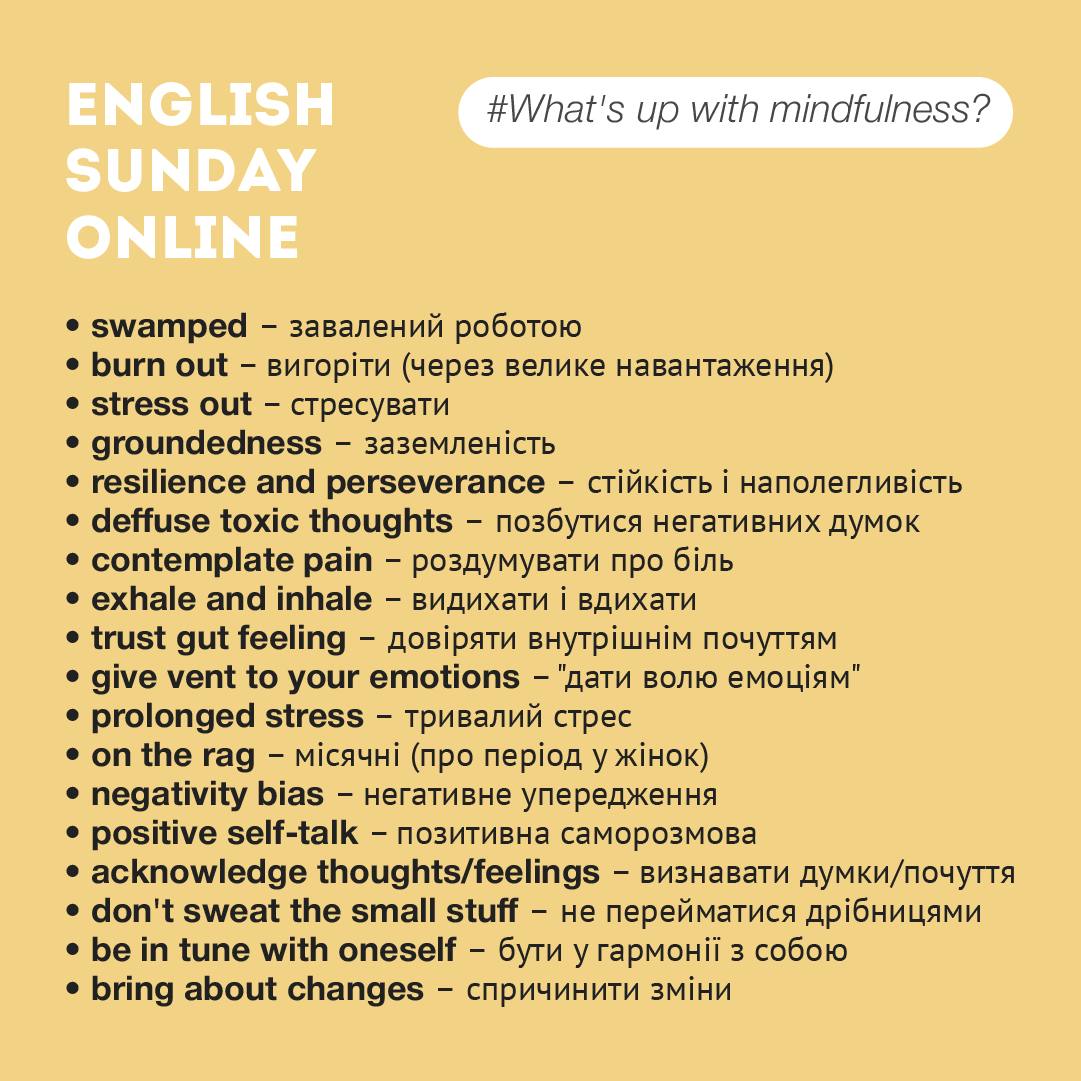 ENGLISH
SUNDAY
ONLINE
#What's up with mindfulness?
• swamped – завалений роботою
• burn out – вигоріти (через велике навантаження)
• stress out – стресувати
• groundedness – заземленість
• resilience and perseverance – стійкість і наполегливість
• deffuse toxic thoughts – позбутися негативних думок
• contemplate pain – роздумувати про біль
• exhale and inhale – видихати і вдихати
• trust gut feeling – довіряти внутрішнім почуттям
• give vent to your emotions – "дати волю емоціям"
• prolonged stress – тривалий стрес
• on the rag – місячні (про період у жінок)
• negativity bias – негативне упередження
• positive self-talk – позитивна саморозмова
• acknowledge thoughts/feelings – визнавати думки/почуття
• don't sweat the small stuff – не перейматися дрібницями
• be in tune with oneself – бути у гармонії з собою
• bring about changes – спричинити зміни